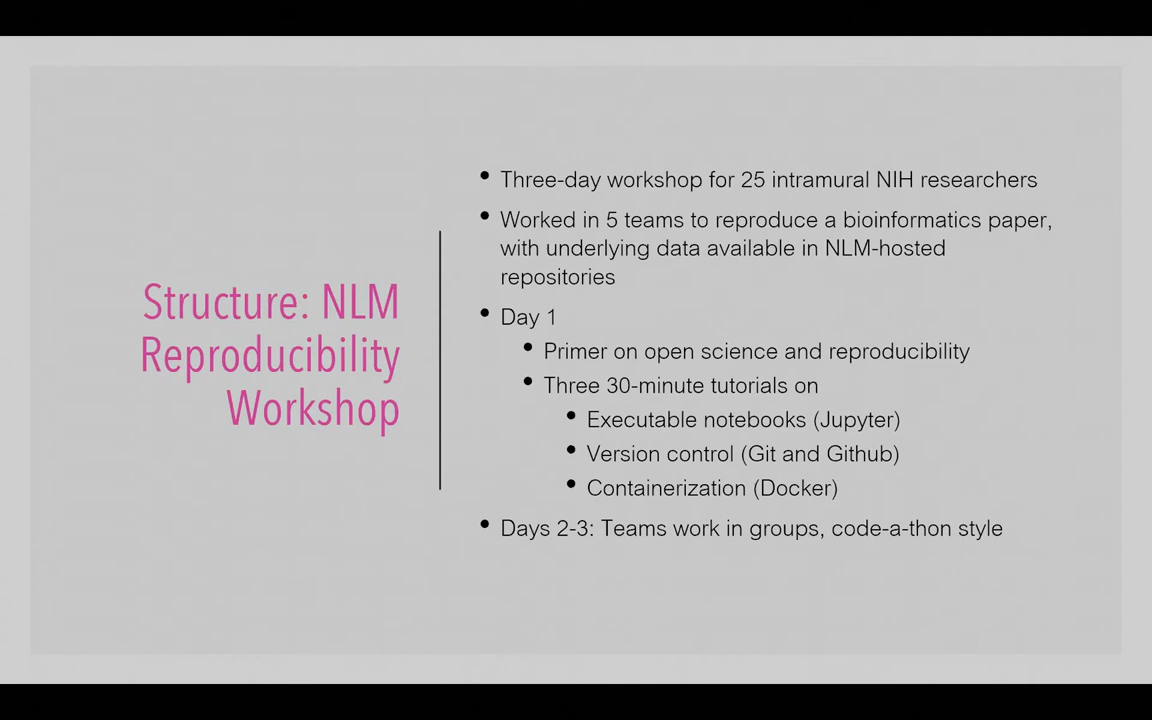 Structure: NLM
Reproducibility
Workshop
• Three-day workshop for 25 intramural NIH researchers
• Worked in 5 teams to reproduce a bioinformatics paper,
with underlying data available in NLM-hosted
repositories
• Day 1
• Primer on open science and reproducibility
• Three 30-minute tutorials on
• Executable notebooks (Jupyter)
• Version control (Git and Github)
• Containerization (Docker)
• Days 2-3: Teams work in groups, code-a-thon style